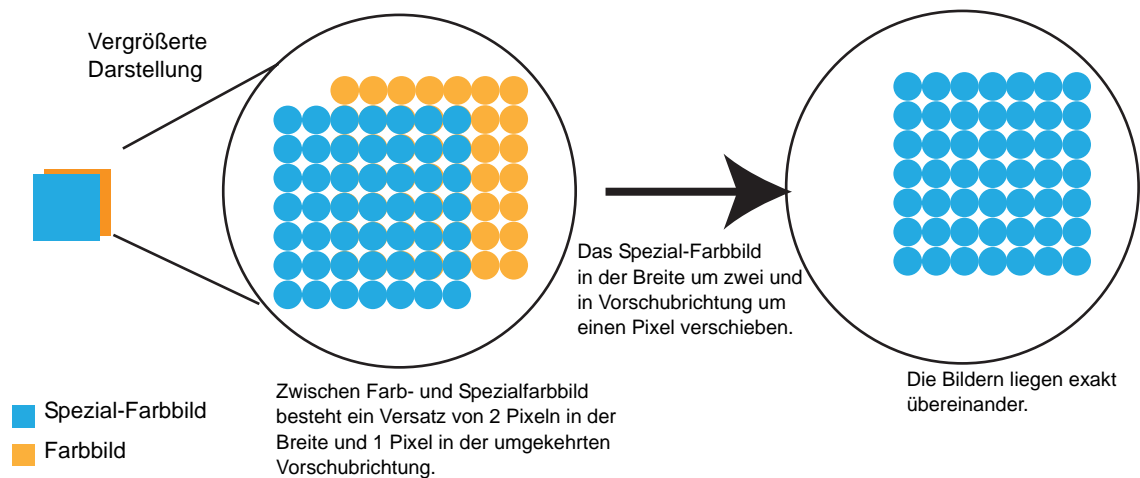 Vergrößerte
Darstellung
Das Spezial-Farbbild
in der Breite um zwei und
in Vorschubrichtung um
einen Pixel verschieben.
Zwischen Farb- und Spezialfarbbild
besteht ein Versatz von 2 Pixeln in der
Breite und 1 Pixel in der umgekehrten
Vorschubrichtung.
Die Bildern liegen exakt
übereinander.
Spezial-Farbbild
Farbbild